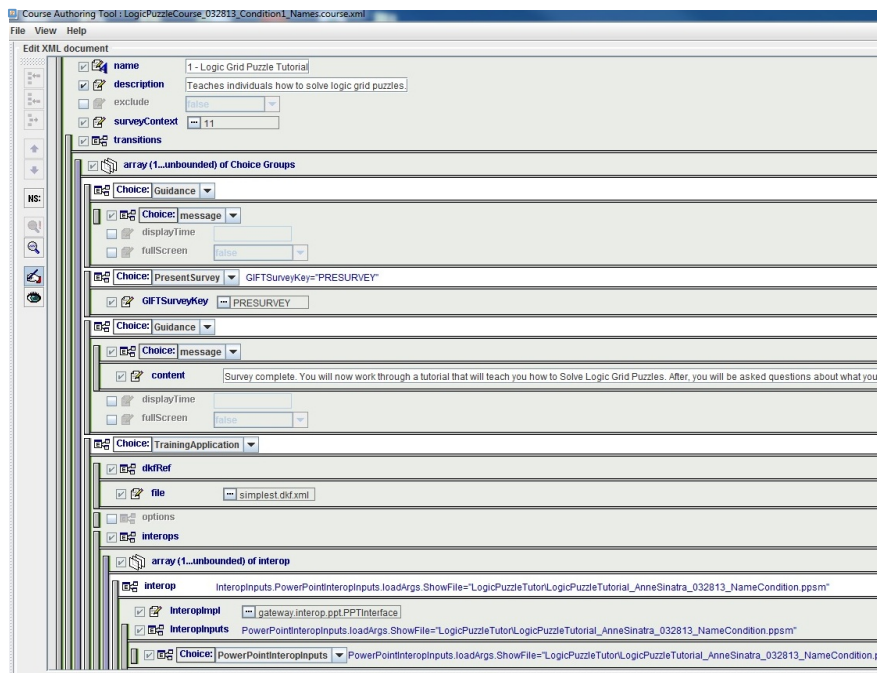 Course Authoring Tool : LogicPuzzleCourse_032813_Condition1_Names.course.xml
File View Help
Edit XML document
name 1 - Logic Grid Puzzle Tutorial
description Teaches individuals how to solve logic grid puzzles.
exclude false
surveyContext ... 11
transitions
array (1...unbounded) of Choice Groups
NS:
Choice: Guidance
Choice: message
displayTime
fullScreen false
Choice: PresentSurvey GIFTSurveyKey="PRESURVEY"
GIFTSurveyKey ... PRESURVEY
Choice: Guidance
Choice: message
content Survey complete. You will now work through a tutorial that will teach you how to Solve Logic Grid Puzzles. After, you will be asked questions about what you
displayTime
fullScreen false
Choice: TrainingApplication
dkfRef
file ... simplest.dkf.xml
options
interops
array (1...unbounded) of interop
interop InteropInputs.PowerPointInteropInputs.loadArgs.ShowFile="LogicPuzzleTutor\LogicPuzzleTutorial_AnneSinatra_032813_NameCondition.ppsm"
InteropImpl ... gateway.interop.ppt.PPTInterface
InteropInputs PowerPointInteropInputs.loadArgs.ShowFile="LogicPuzzleTutor\LogicPuzzleTutorial_AnneSinatra_032813_NameCondition.ppsm"
Choice: PowerPointInteropInputs PowerPointInteropInputs.loadArgs.ShowFile="LogicPuzzleTutor\LogicPuzzleTutorial_AnneSinatra_032813_NameCondition.p